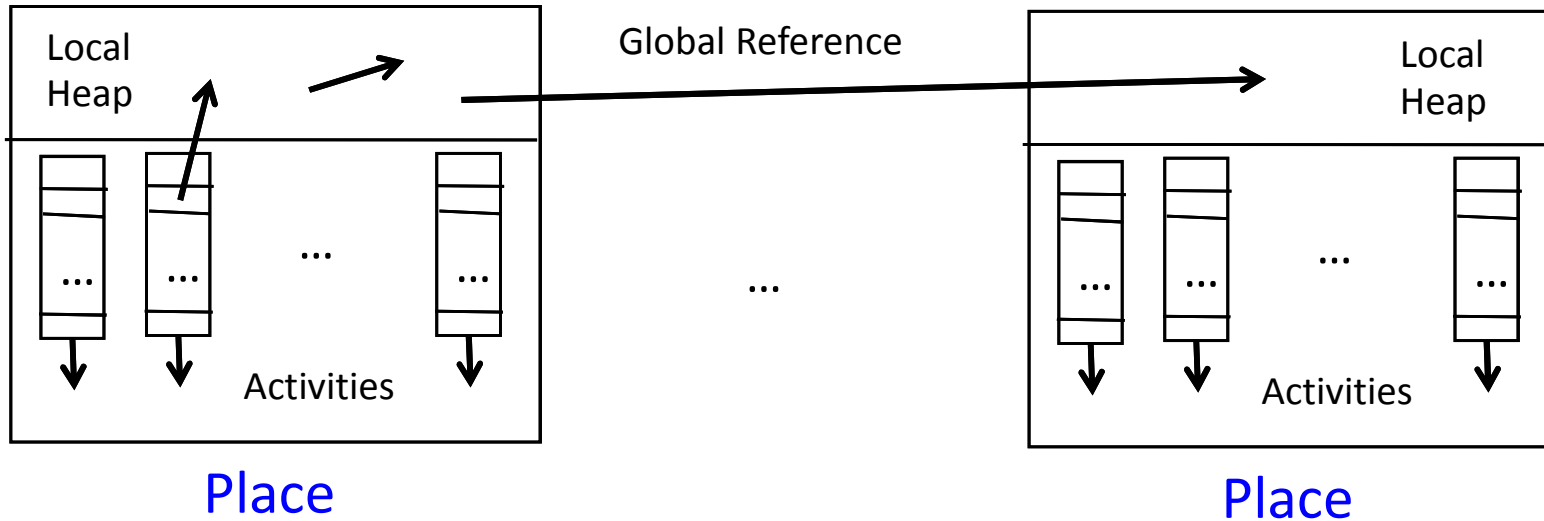 Local
Heap
Global Reference
Local
Heap
... ... ... ...
...
... ... ... ...
Activities
Activities
Place
Place